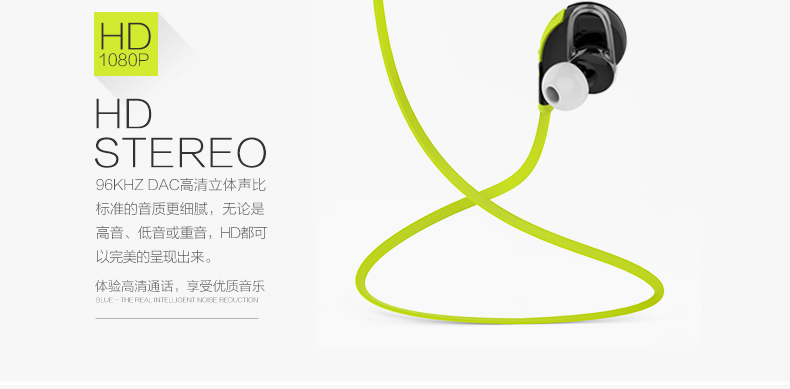 HD
1080P
HD
STEREO
96KHZ DAC高清立体声比
标准的音质更细腻，无论是
高音、低音或重音，HD都可
以完美的呈现出来。
体验高清通话，享受优质音乐
BLUE - THE REAL INTELLIGENT NOISE REDUCTION